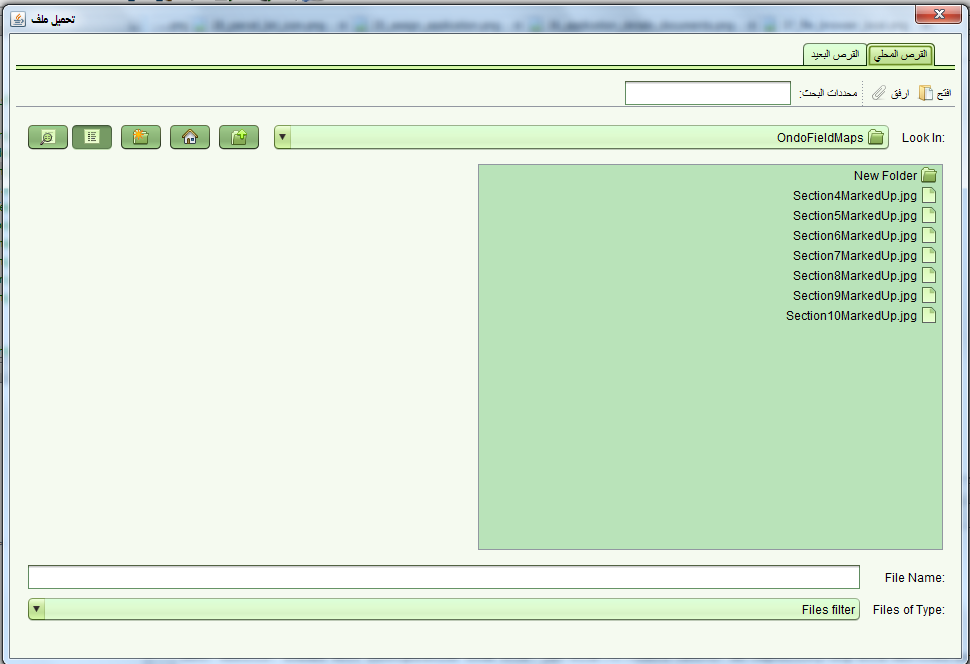 تحميل ملف
القرص المحلي القرص البعيد
افتح ارفق محددات البحث:
Look In: OndoFieldMaps
New Folder
Section4MarkedUp.jpg
Section5MarkedUp.jpg
Section6MarkedUp.jpg
Section7MarkedUp.jpg
Section8MarkedUp.jpg
Section9MarkedUp.jpg
Section10MarkedUp.jpg
File Name:
Files of Type: Files filter